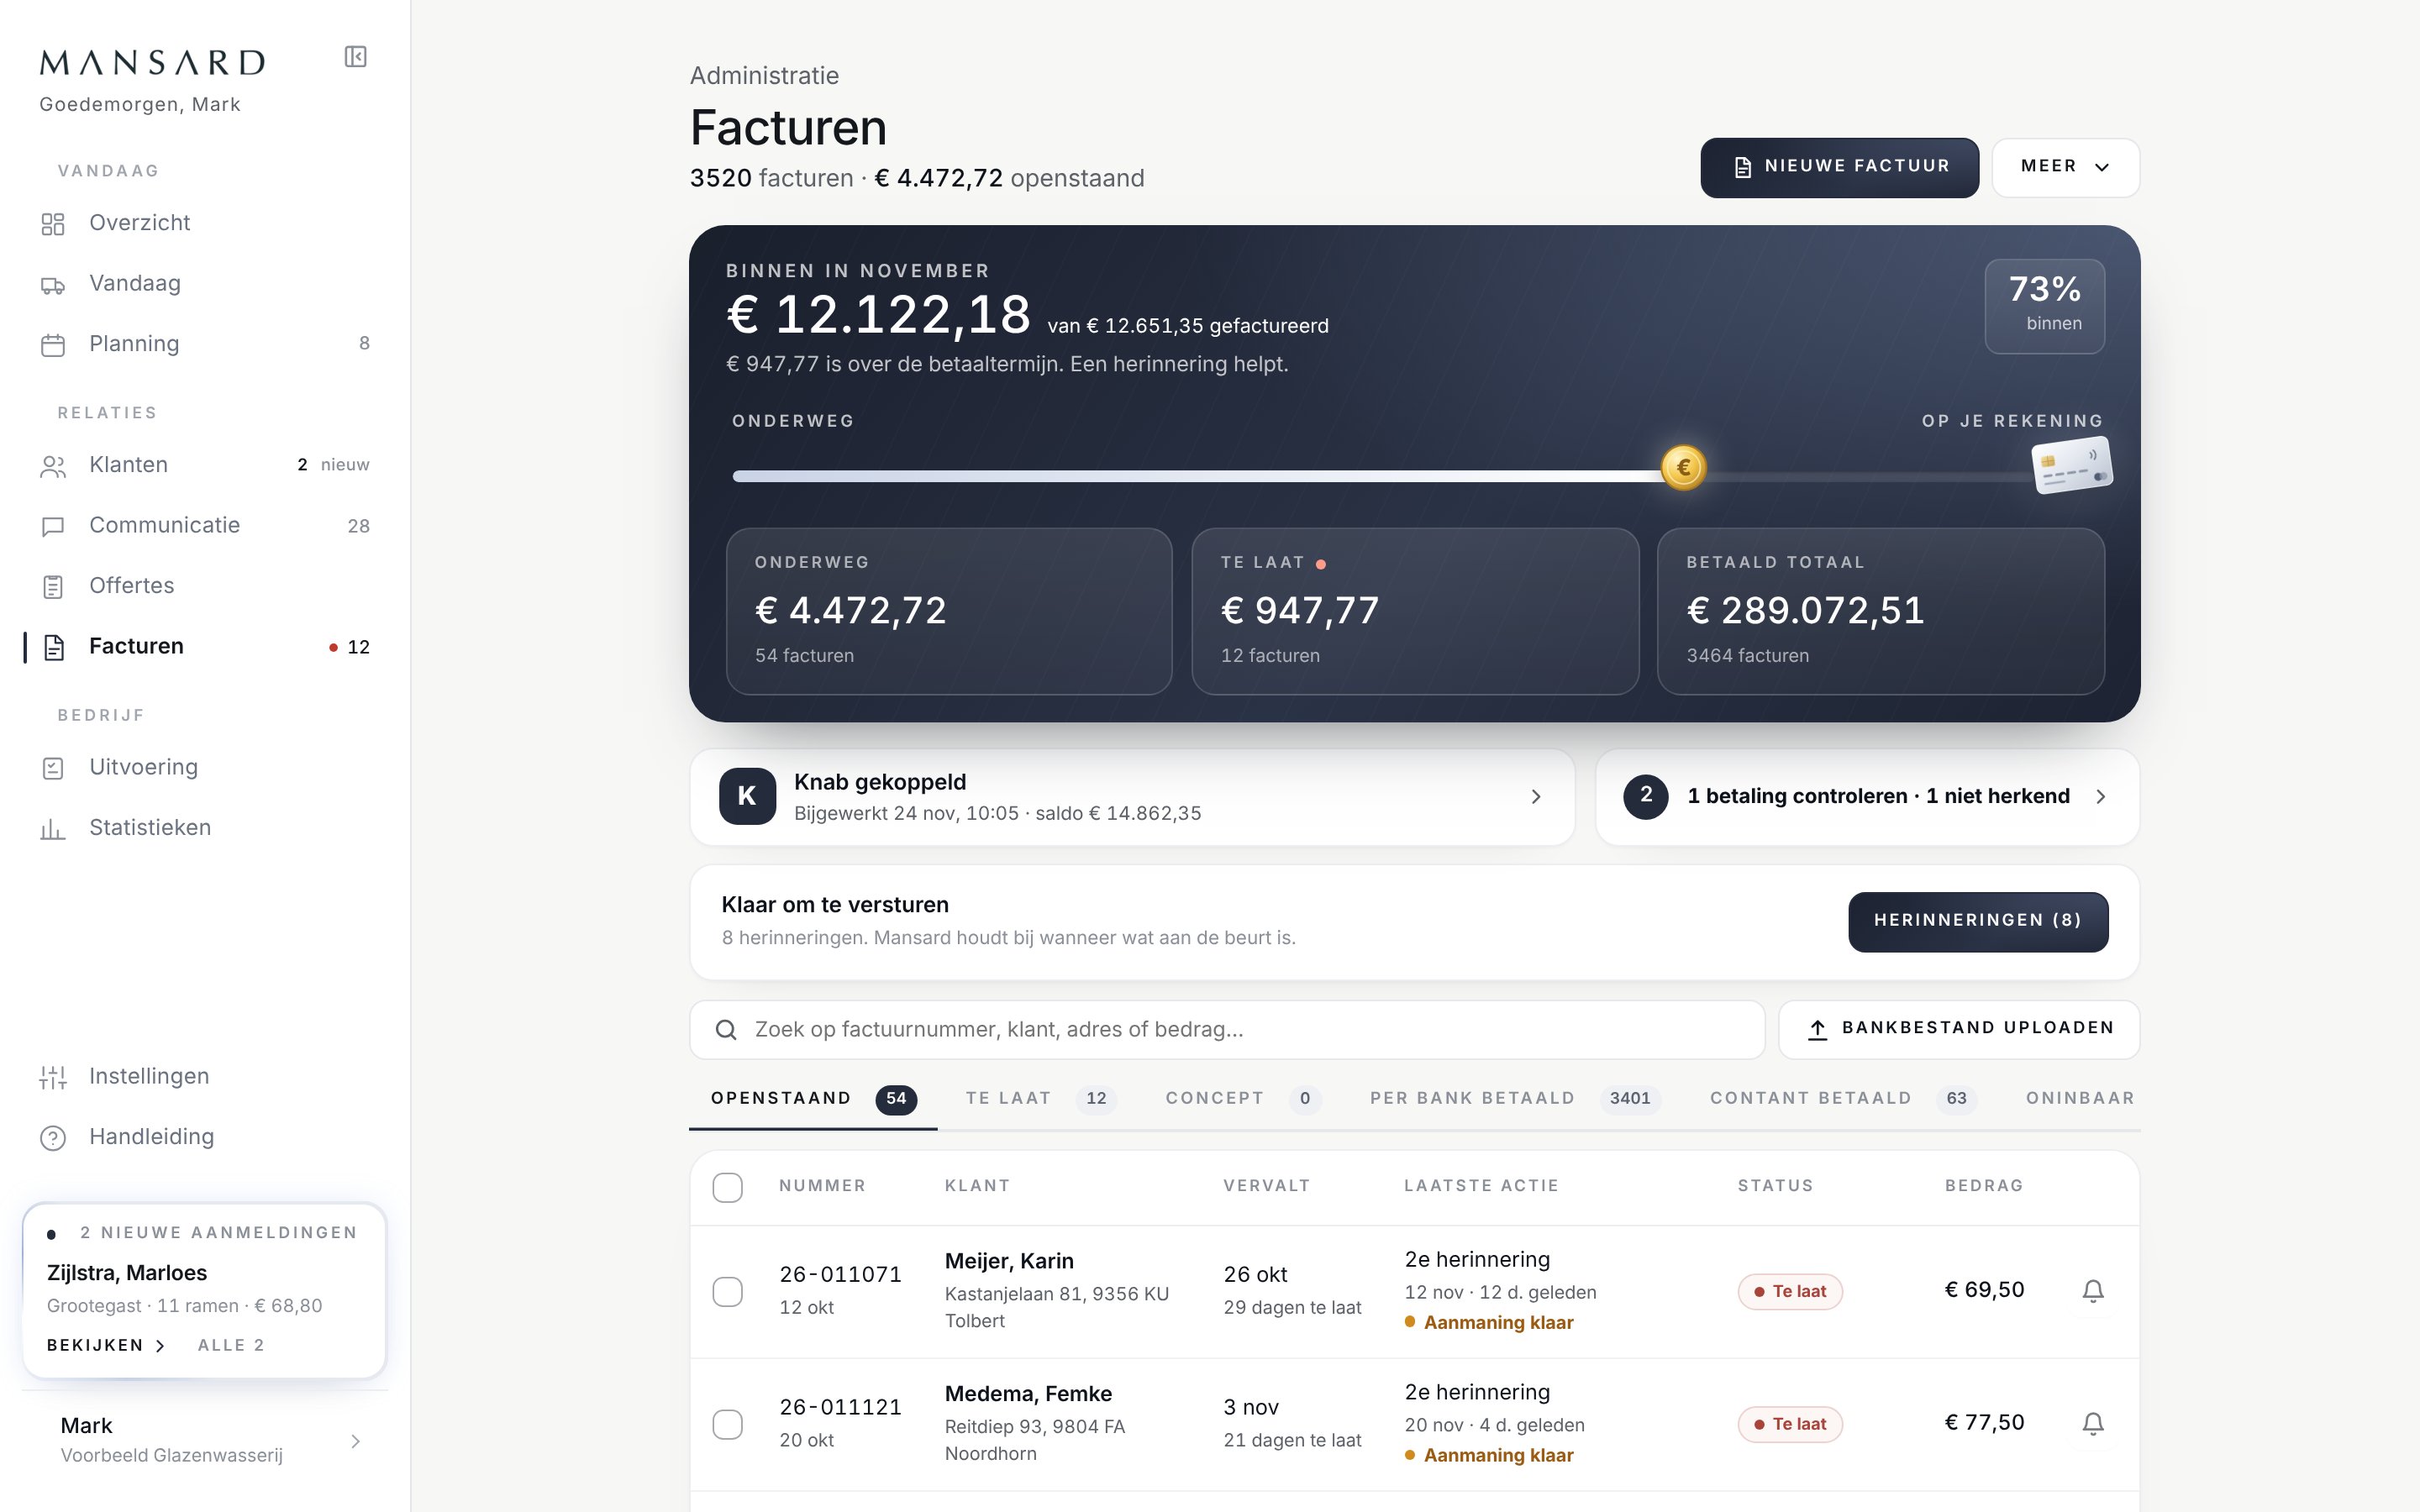 MANSARD
Goedemorgen, Mark
VANDAAG
Overzicht
Vandaag
Planning 8
RELATIES
Klanten 2 nieuw
Communicatie 28
Offertes
Facturen 12
BEDRIJF
Uitvoering
Statistieken
Instellingen
Handleiding
2 NIEUWE AANMELDINGEN
Zijlstra, Marloes
Grootegast · 11 ramen · € 68,80
BEKIJKEN ALLE 2
Mark
Voorbeeld Glazenwasserij
Administratie
Facturen
3520 facturen · € 4.472,72 openstaand
NIEUWE FACTUUR
MEER
BINNEN IN NOVEMBER
€ 12.122,18 van € 12.651,35 gefactureerd
€ 947,77 is over de betaaltermijn. Een herinnering helpt.
73%
binnen
ONDERWEG
OP JE REKENING
€
ONDERWEG
€ 4.472,72
54 facturen
TE LAAT
€ 947,77
12 facturen
BETAALD TOTAAL
€ 289.072,51
3464 facturen
K
Knab gekoppeld
Bijgewerkt 24 nov, 10:05 · saldo € 14.862,35
2 1 betaling controleren · 1 niet herkend
Klaar om te versturen
8 herinneringen. Mansard houdt bij wanneer wat aan de beurt is.
HERINNERINGEN (8)
Zoek op factuurnummer, klant, adres of bedrag...
BANKBESTAND UPLOADEN
OPENSTAAND 54 TE LAAT 12 CONCEPT 0 PER BANK BETAALD 3401 CONTANT BETAALD 63 ONINBAAR
NUMMER KLANT VERVALT LAATSTE ACTIE STATUS BEDRAG
26-011071
12 okt
Meijer, Karin
Kastanjelaan 81, 9356 KU
Tolbert
26 okt
29 dagen te laat
2e herinnering
12 nov · 12 d. geleden
Aanmaning klaar
Te laat
€ 69,50
26-011121
20 okt
Medema, Femke
Reitdiep 93, 9804 FA
Noordhorn
3 nov
21 dagen te laat
2e herinnering
20 nov · 4 d. geleden
Aanmaning klaar
Te laat
€ 77,50